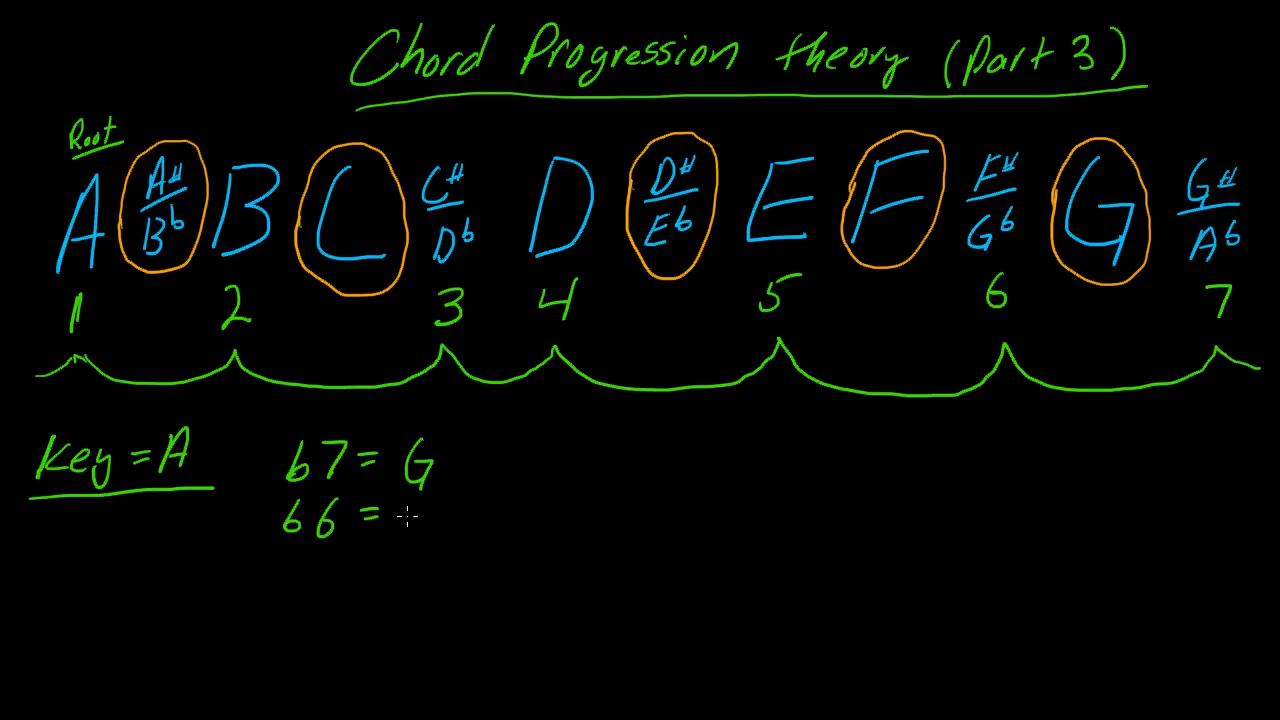 Chord Progression theory (Part 3)
Root
A A#/Bb B C C#/Db D D#/Eb E F F#/Gb G G#/Ab
1 2 3 4 5 6 7
Key = A b7 = G
b6 =